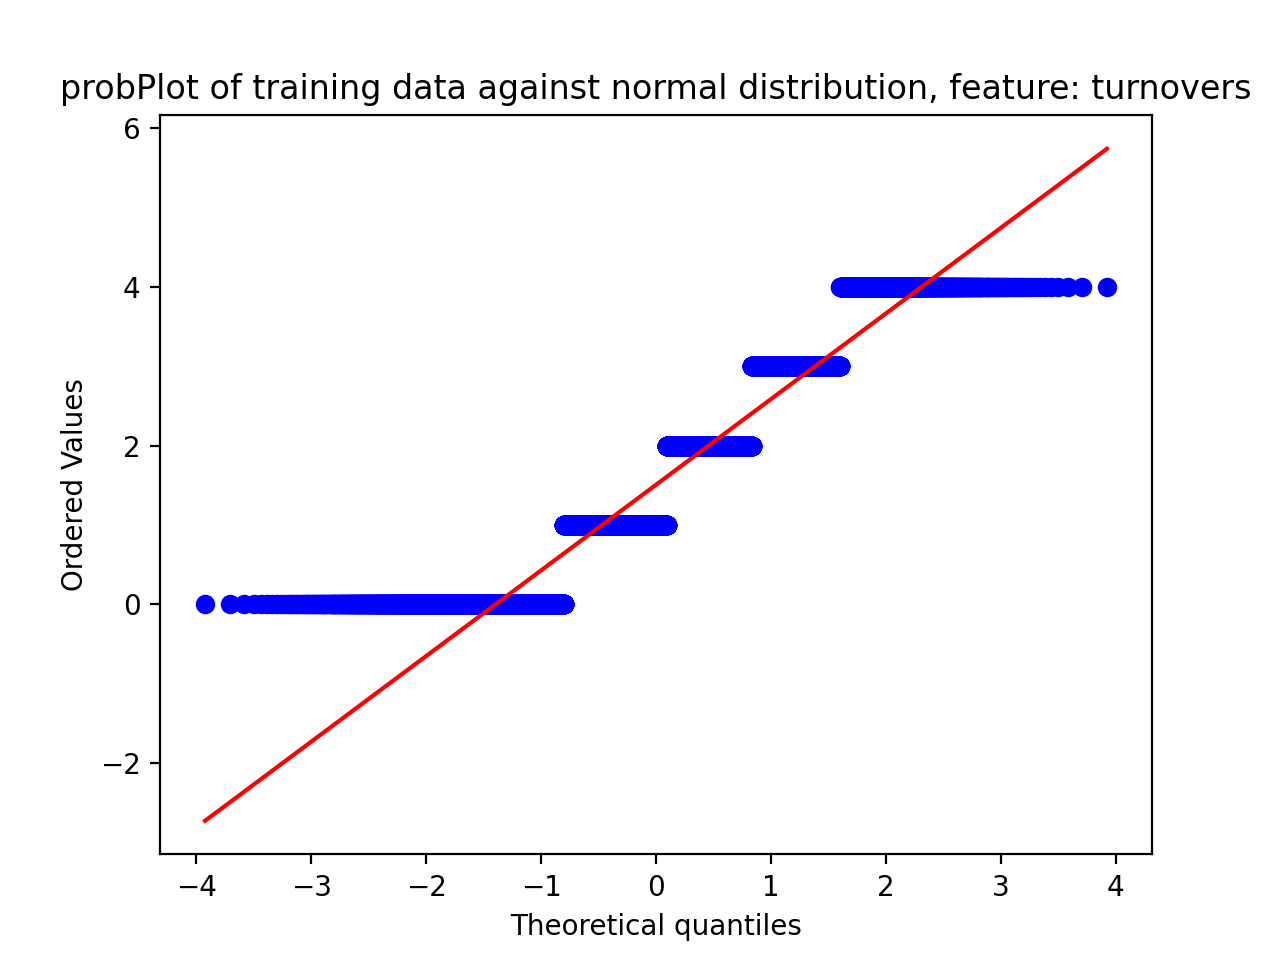 probPlot of training data against normal distribution, feature: turnovers
6
4
2
0
−2
Ordered Values
−4 −3 −2 −1 0 1 2 3 4
Theoretical quantiles